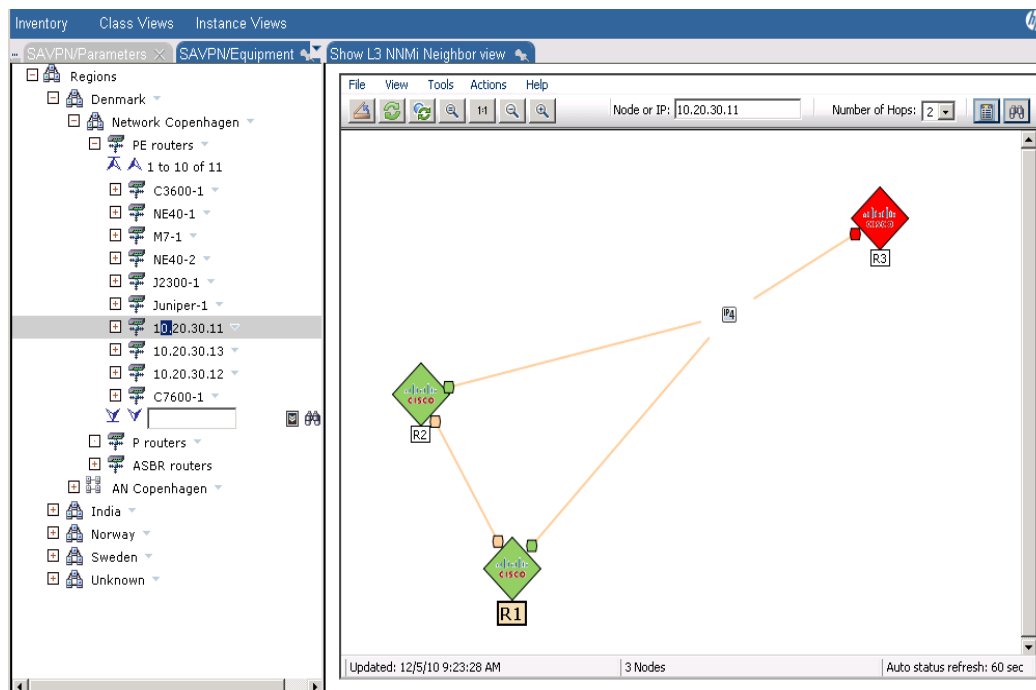 Inventory Class Views Instance Views
SAVPN/Parameters SAVPN/Equipment Show L3 NNMi Neighbor view
Regions
Denmark
Network Copenhagen
PE routers
1 to 10 of 11
C3600-1
NE40-1
M7-1
NE40-2
J2300-1
Juniper-1
10.20.30.11
10.20.30.13
10.20.30.12
C7600-1
P routers
ASBR routers
AN Copenhagen
India
Norway
Sweden
Unknown
File View Tools Actions Help
1:1 Node or IP: 10.20.30.11 Number of Hops: 2
CISCO
R3
IP4
CISCO
R2
CISCO
R1
Updated: 12/5/10 9:23:28 AM 3 Nodes Auto status refresh: 60 sec